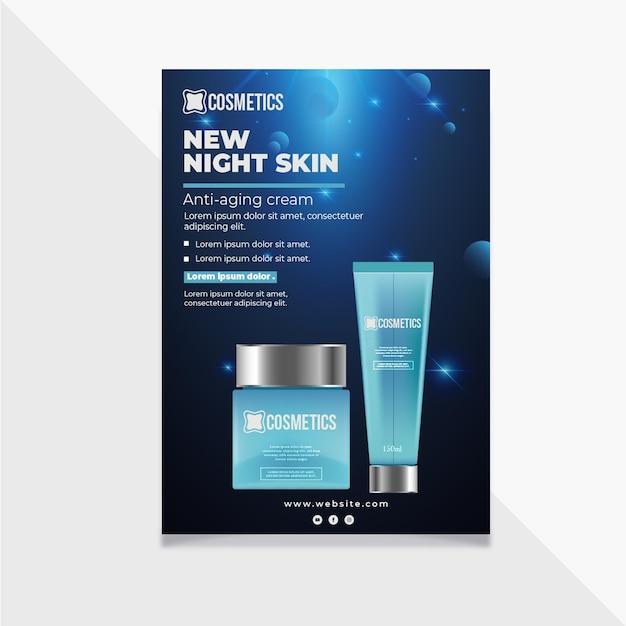 COSMETICS
NEW
NIGHT SKIN
Anti-aging cream
Lorem ipsum dolor sit amet, consectetuer
adipiscing elit,
Lorem ipsum dolor sit amet
Lorem ipsum dolor sit amet
Lorem ipsum dolor .
Lorem ipsum dolor sit amet,
consectetuer adipiscing elit,
COSMETICS
150ml
COSMETICS
www.website.com